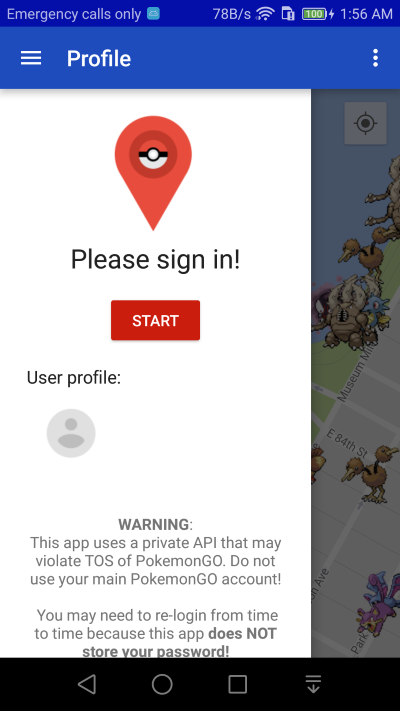 Emergency calls only 78B/s 100 1:56 AM
Profile
Please sign in!
START
User profile:
WARNING:
This app uses a private API that may
violate TOS of PokemonGO. Do not
use your main PokemonGO account!
You may need to re-login from time
to time because this app does NOT
store your password!
Museum Mile
E 84th St
Park